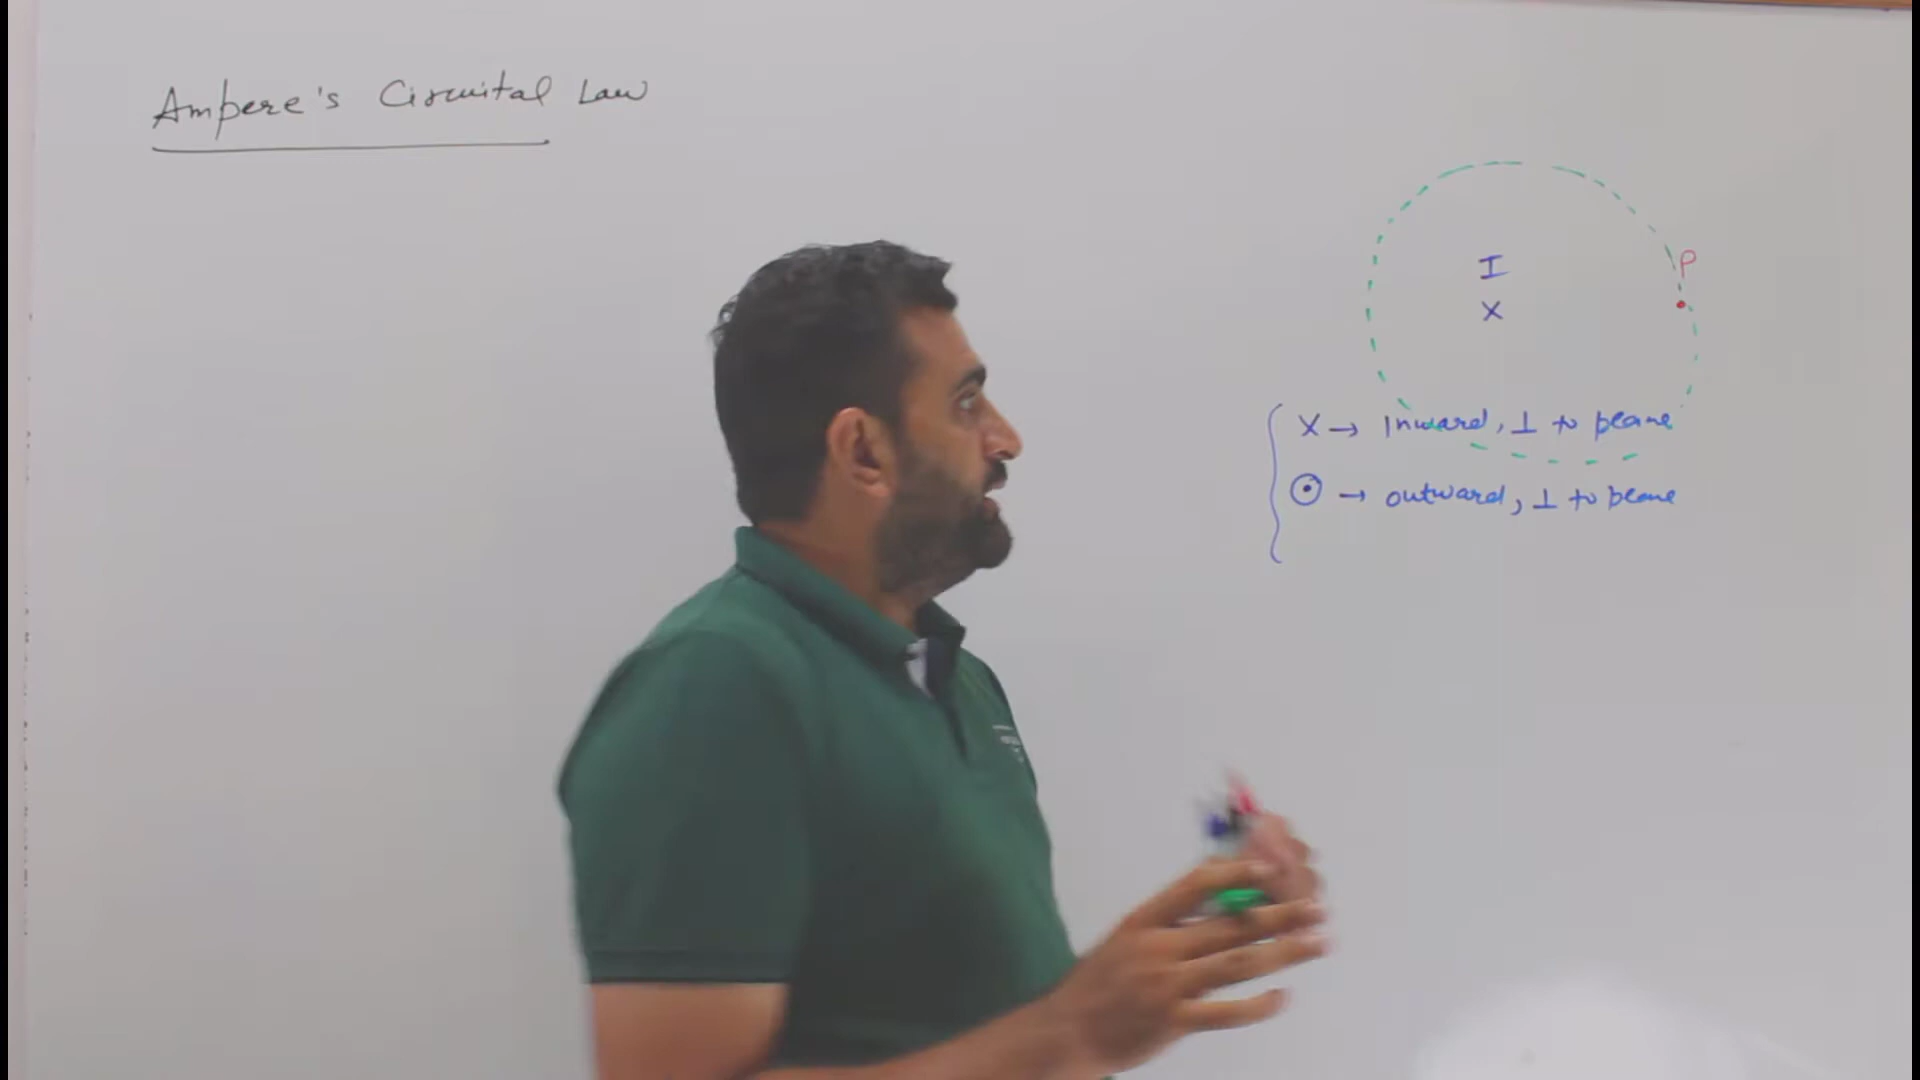 Ampere's Circuital Law
I
P
X
X → Inward, ⊥ to plane
⊙ → outward, ⊥ to plane